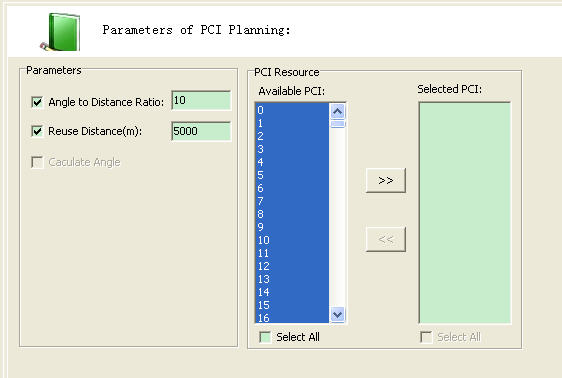 Parameters of PCI Planning:
Parameters
Angle to Distance Ratio: 10
Reuse Distance(m): 5000
Caculate Angle
PCI Resource
Available PCI:
0
1
2
3
4
5
6
7
8
9
10
11
12
13
14
15
16
Select All
>>
<<
Selected PCI:
Select All